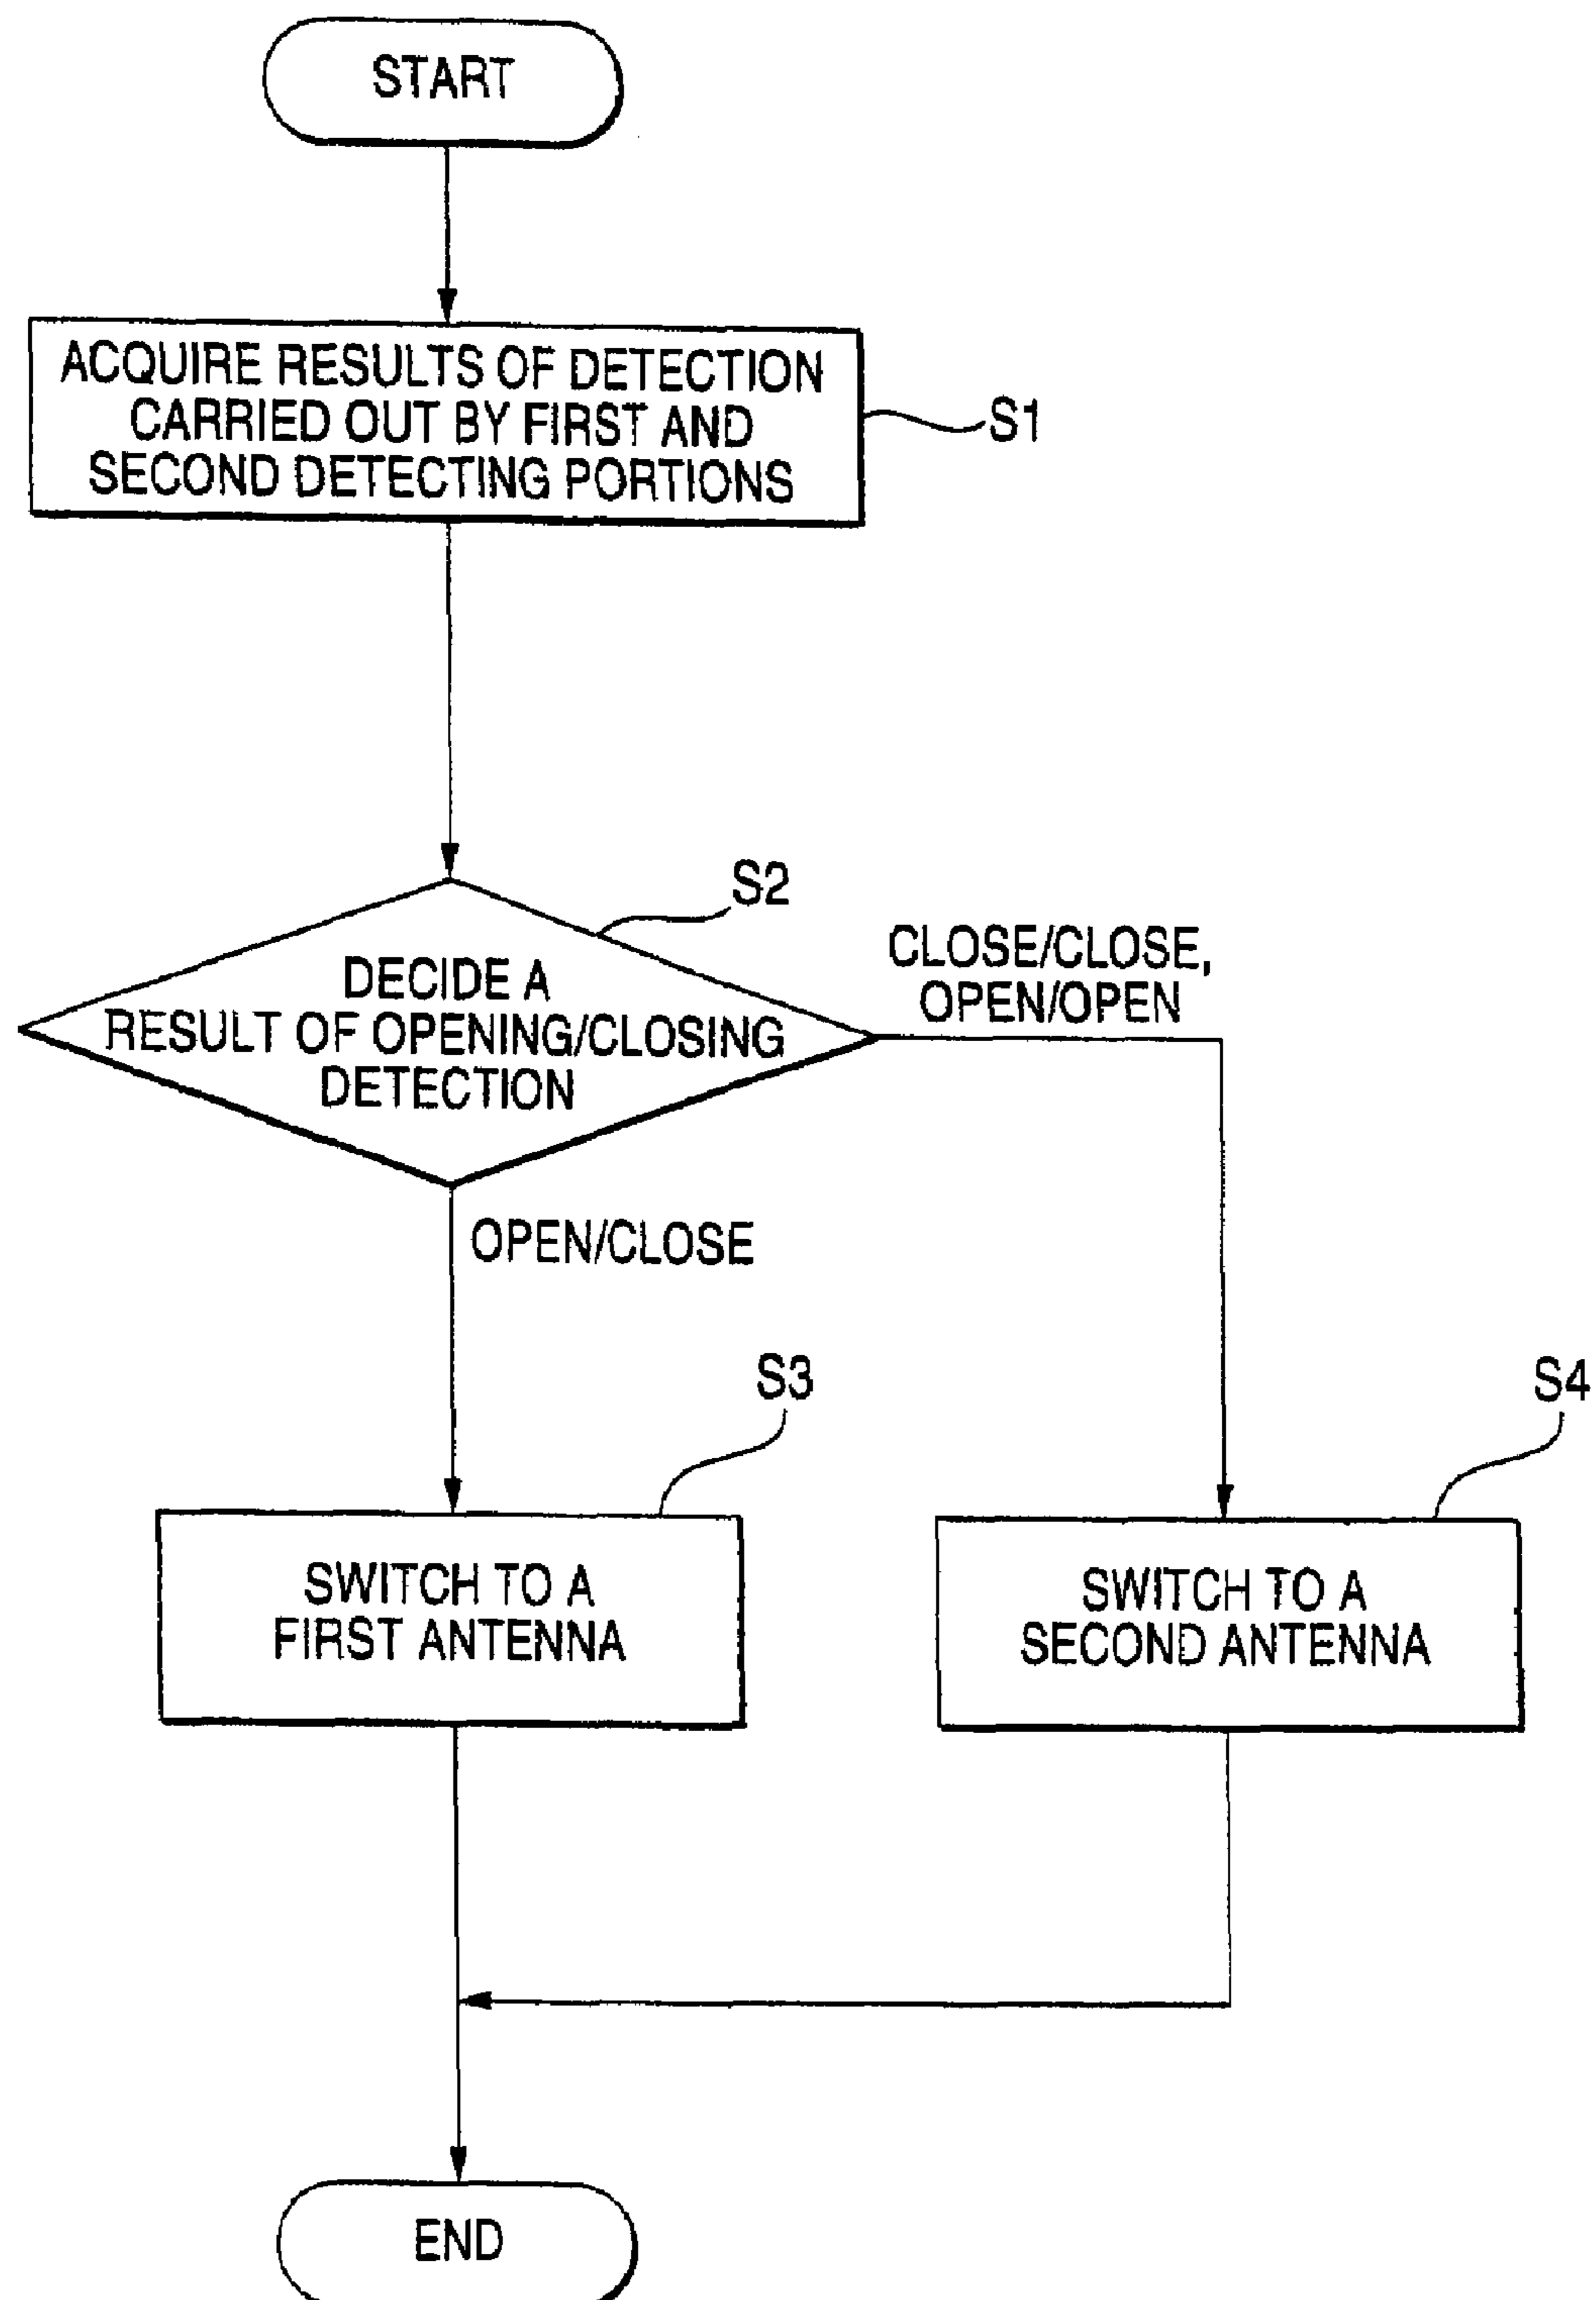 START
ACQUIRE RESULTS OF DETECTION
CARRIED OUT BY FIRST AND
SECOND DETECTING PORTIONS
S1
S2
DECIDE A
RESULT OF OPENING/CLOSING
DETECTION
CLOSE/CLOSE,
OPEN/OPEN
OPEN/CLOSE
S3
SWITCH TO A
FIRST ANTENNA
S4
SWITCH TO A
SECOND ANTENNA
END